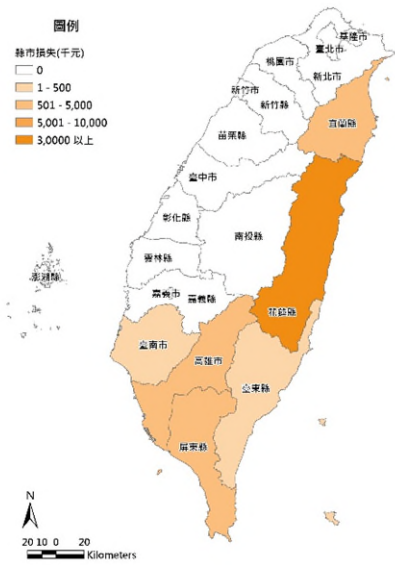 圖例
縣市損失(千元)
0
1 - 500
501 - 5,000
5,001 - 10,000
3,0000 以上
基隆市
臺北市
桃園市
新北市
新竹市
新竹縣
宜蘭縣
苗栗縣
臺中市
彰化縣
南投縣
澎湖縣
雲林縣
嘉義市
嘉義縣
花蓮縣
臺南市
高雄市
臺東縣
屏東縣
N
20 10 0 20
Kilometers